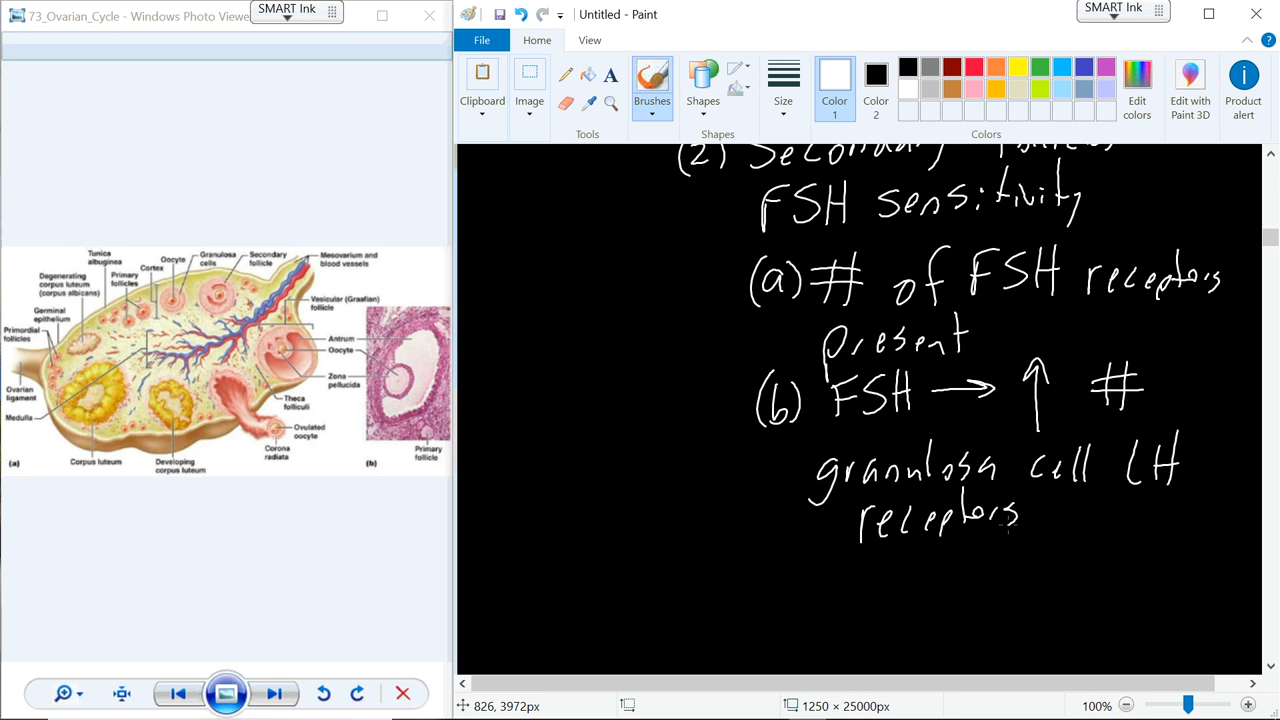 73_Ovarian_Cycle - Windows Photo Viewe
SMART Ink
Untitled - Paint
SMART Ink
File
Home
View
Clipboard
Image
Tools
Brushes
Shapes
Shapes
Size
Color 1
Color 2
Colors
Edit colors
Edit with Paint 3D
Product alert
Tunica albuginea
Degenerating corpus luteum (corpus albicans)
Primary follicles
Cortex
Oocyte
Granulosa cells
Secondary follicle
Mesovarium and blood vessels
Germinal epithelium
Primordial follicles
Vesicular (Graafian) follicle
Antrum
Oocyte
Zona pellucida
Theca folliculi
Ovarian ligament
Medulla
Ovulated oocyte
Corona radiata
Corpus luteum
Developing corpus luteum
Primary follicle
(a)
(b)
(2) Secondary
FSH sensitivity
(a) # of FSH receptors
present
(b) FSH → ↑ #
granulosa cell LH
receptors
826, 3972px
1250 × 25000px
100%